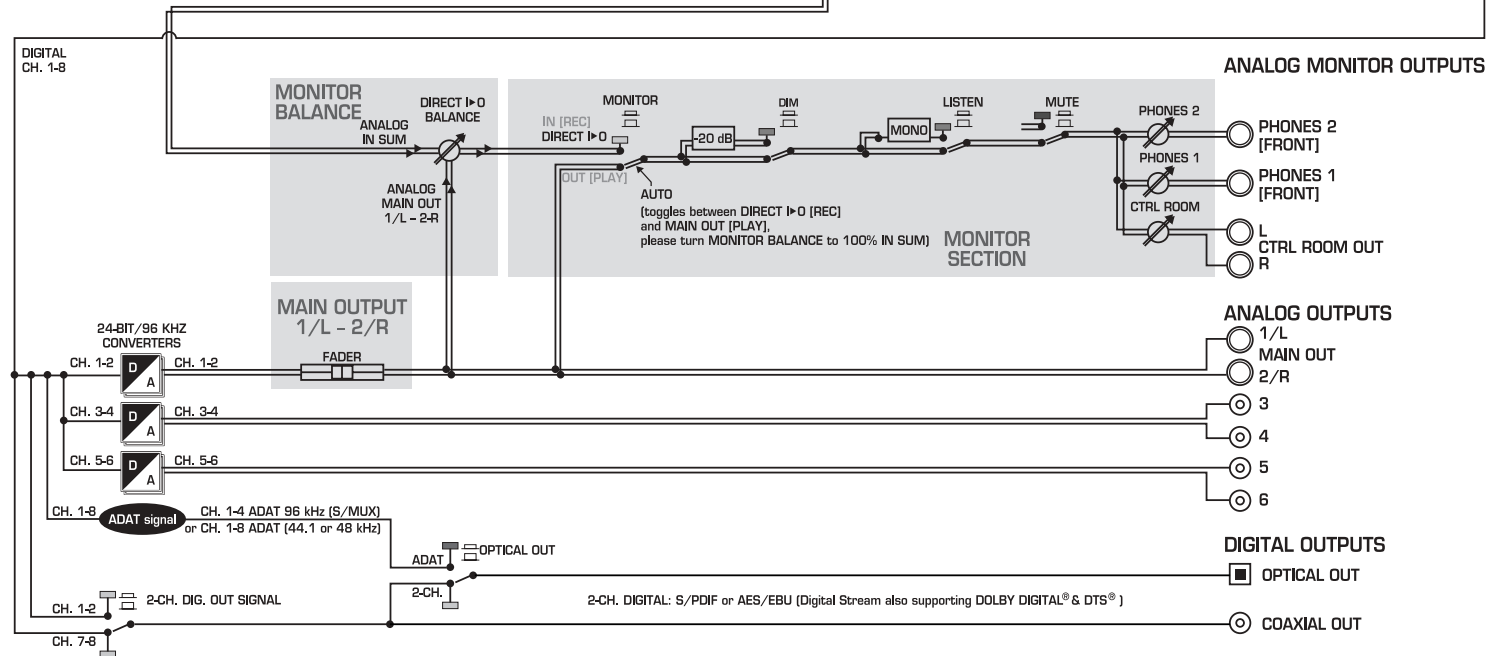 DIGITAL
CH. 1-8
ANALOG MONITOR OUTPUTS
MONITOR
BALANCE
ANALOG
IN SUM
DIRECT I▶O
BALANCE
ANALOG
MAIN OUT
1/L - 2-R
IN [REC]
DIRECT I▶O
MONITOR
OUT [PLAY]
AUTO
(toggles between DIRECT I▶O [REC]
and MAIN OUT [PLAY],
please turn MONITOR BALANCE to 100% IN SUM)
-20 dB
DIM
MONO
LISTEN
MUTE
MONITOR
SECTION
PHONES 2
PHONES 1
CTRL ROOM
PHONES 2
[FRONT]
PHONES 1
[FRONT]
L
CTRL ROOM OUT
R
MAIN OUTPUT
1/L - 2/R
FADER
ANALOG OUTPUTS
1/L
MAIN OUT
2/R
3
4
5
6
24-BIT/96 KHZ
CONVERTERS
CH. 1-2
D
A
CH. 1-2
CH. 3-4
D
A
CH. 3-4
CH. 5-6
D
A
CH. 5-6
CH. 1-8
ADAT signal
CH. 1-4 ADAT 96 kHz (S/MUX)
or CH. 1-8 ADAT (44.1 or 48 kHz)
ADAT
OPTICAL OUT
2-CH.
DIGITAL OUTPUTS
OPTICAL OUT
CH. 1-2
2-CH. DIG. OUT SIGNAL
2-CH. DIGITAL: S/PDIF or AES/EBU (Digital Stream also supporting DOLBY DIGITAL® & DTS® )
CH. 7-8
COAXIAL OUT